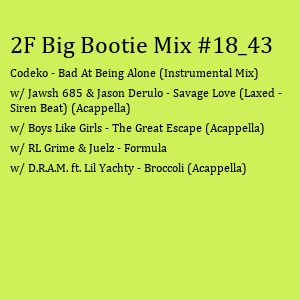 2F Big Bootie Mix #18_43
Codeko - Bad At Being Alone (Instrumental Mix)
w/ Jawsh 685 & Jason Derulo - Savage Love (Laxed -
Siren Beat) (Acappella)
w/ Boys Like Girls - The Great Escape (Acappella)
w/ RL Grime & Juelz - Formula
w/ D.R.A.M. ft. Lil Yachty - Broccoli (Acappella)